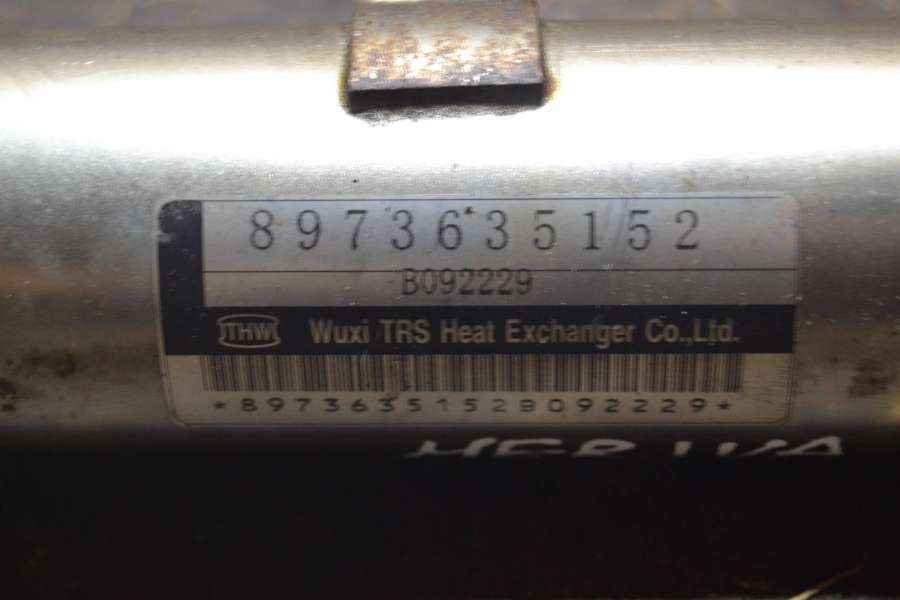 8973635152
B092229
THW Wuxi TRS Heat Exchanger Co.,Ltd.
*8973635152B092229*